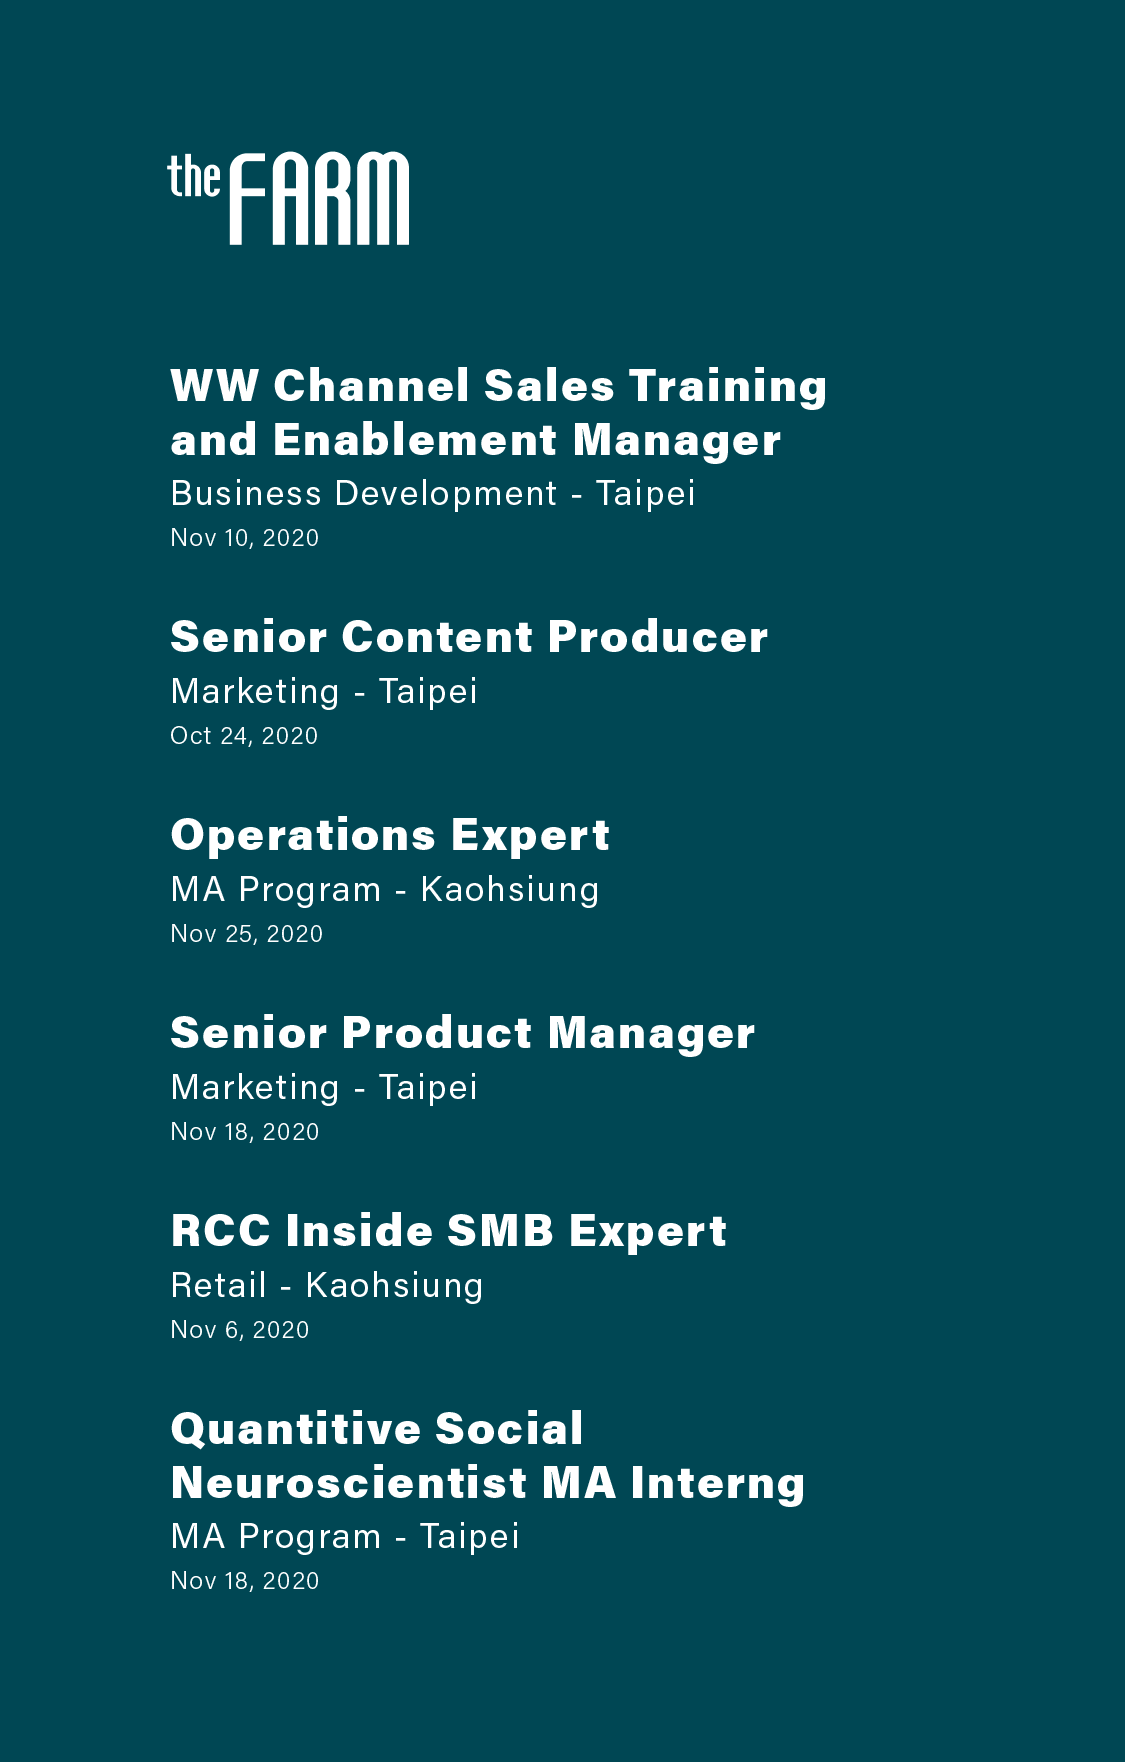 the FARM
WW Channel Sales Training
and Enablement Manager
Business Development - Taipei
Nov 10, 2020
Senior Content Producer
Marketing - Taipei
Oct 24, 2020
Operations Expert
MA Program - Kaohsiung
Nov 25, 2020
Senior Product Manager
Marketing - Taipei
Nov 18, 2020
RCC Inside SMB Expert
Retail - Kaohsiung
Nov 6, 2020
Quantitive Social
Neuroscientist MA Interng
MA Program - Taipei
Nov 18, 2020